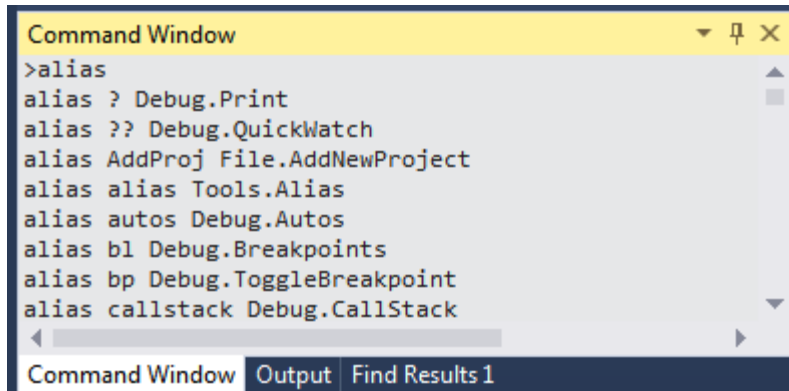 Command Window
>alias
alias ? Debug.Print
alias ?? Debug.QuickWatch
alias AddProj File.AddNewProject
alias alias Tools.Alias
alias autos Debug.Autos
alias bl Debug.Breakpoints
alias bp Debug.ToggleBreakpoint
alias callstack Debug.CallStack
Command Window Output Find Results 1